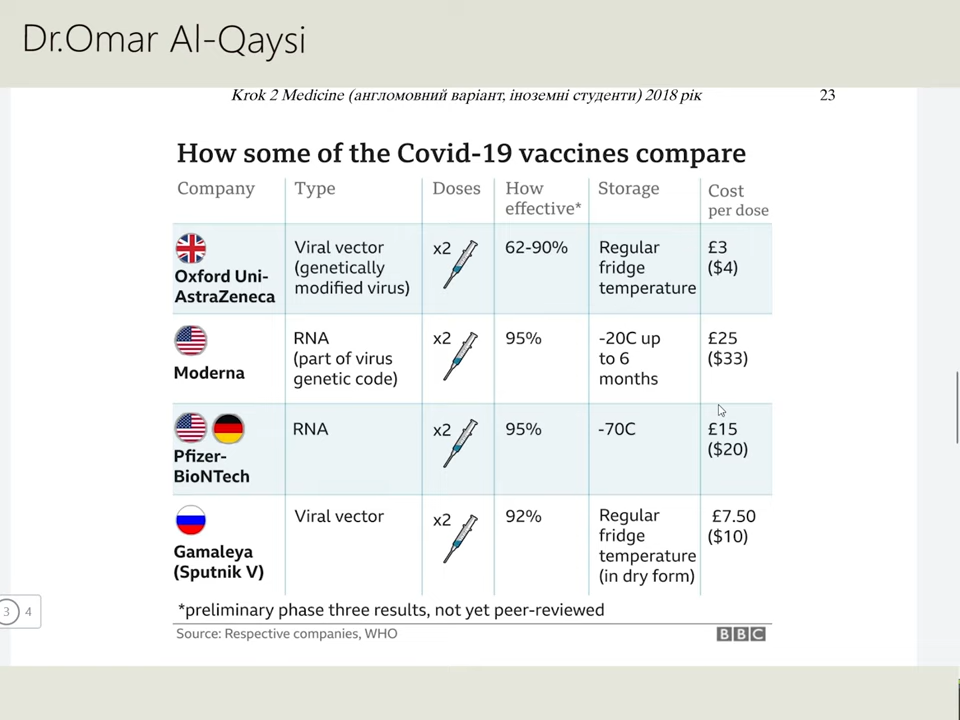 Dr.Omar Al-Qaysi
Krok 2 Medicine (англомовний варіант, іноземні студенти) 2018 рік 23
How some of the Covid-19 vaccines compare
Company Type Doses How effective* Storage Cost per dose
Oxford Uni-AstraZeneca
Viral vector
(genetically
modified virus)
x2
62-90%
Regular
fridge
temperature
£3
($4)
Moderna
RNA
(part of virus
genetic code)
x2
95%
-20C up
to 6
months
£25
($33)
Pfizer-
BioNTech
RNA
x2
95%
-70C
£15
($20)
Gamaleya
(Sputnik V)
Viral vector
x2
92%
Regular
fridge
temperature
(in dry form)
£7.50
($10)
*preliminary phase three results, not yet peer-reviewed
Source: Respective companies, WHO
BBC
3 4